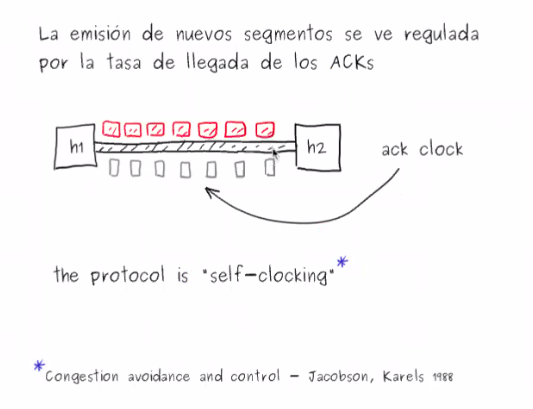 La emisión de nuevos segmentos se ve regulada
por la tasa de llegada de los ACKs
h1
h2
ack clock
the protocol is "self-clocking"*
*Congestion avoidance and control - Jacobson, Karels 1988